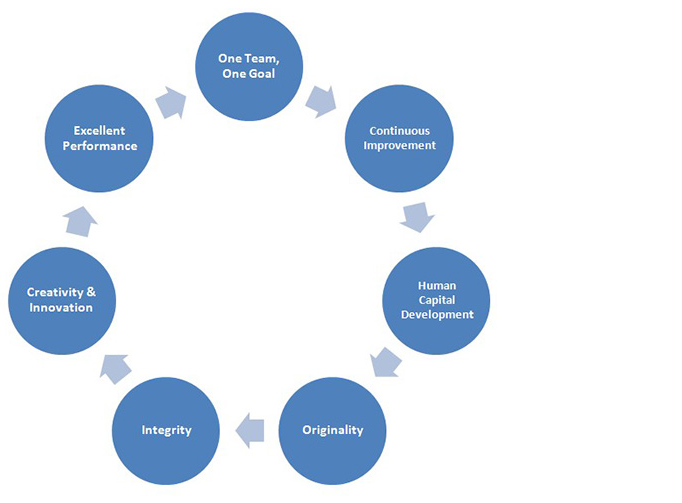 One Team,
One Goal
Continuous
Improvement
Human
Capital
Development
Originality
Integrity
Creativity &
Innovation
Excellent
Performance